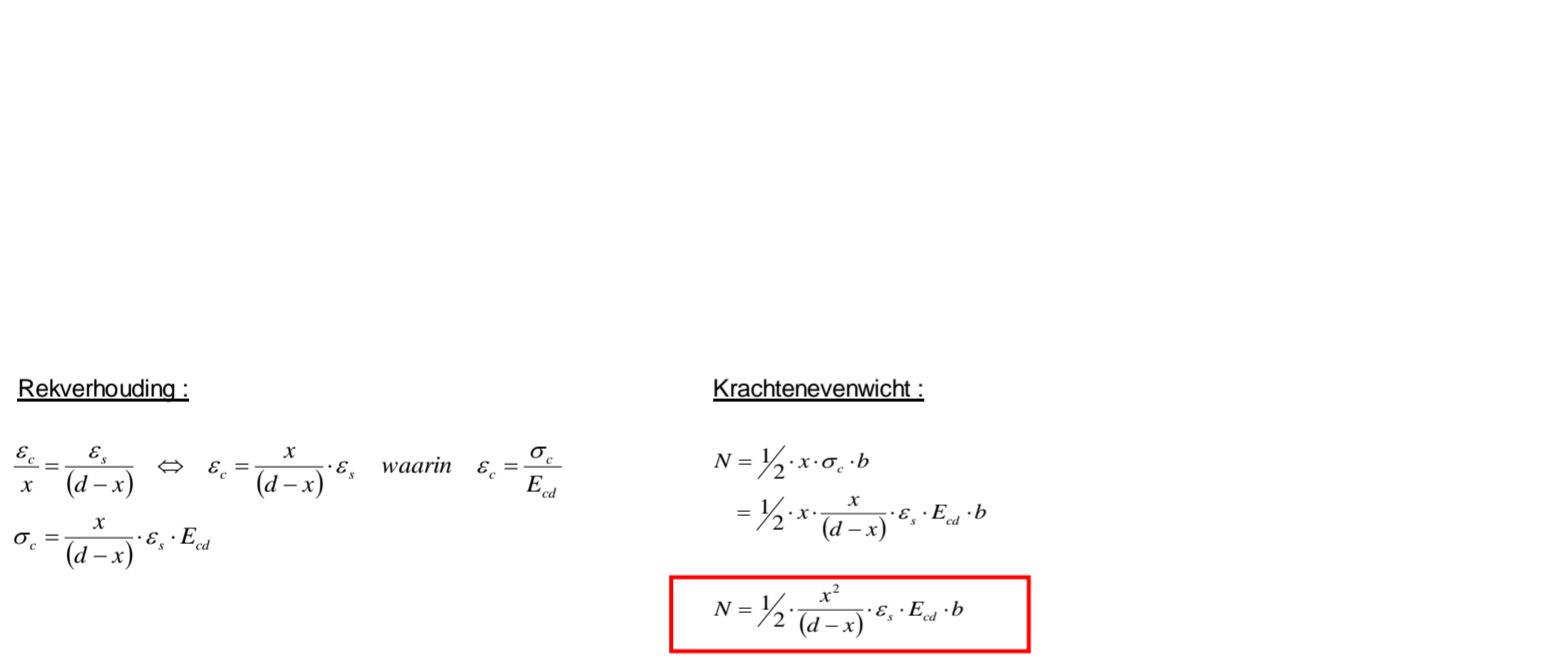 Rekverhouding :
ε_c / x = ε_s / (d − x) ⇔ ε_c = x / (d − x) · ε_s waarin ε_c = σ_c / E_cd
σ_c = x / (d − x) · ε_s · E_cd
Krachtenevenwicht :
N = 1/2 · x · σ_c · b
= 1/2 · x · x / (d − x) · ε_s · E_cd · b
N = 1/2 · x² / (d − x) · ε_s · E_cd · b